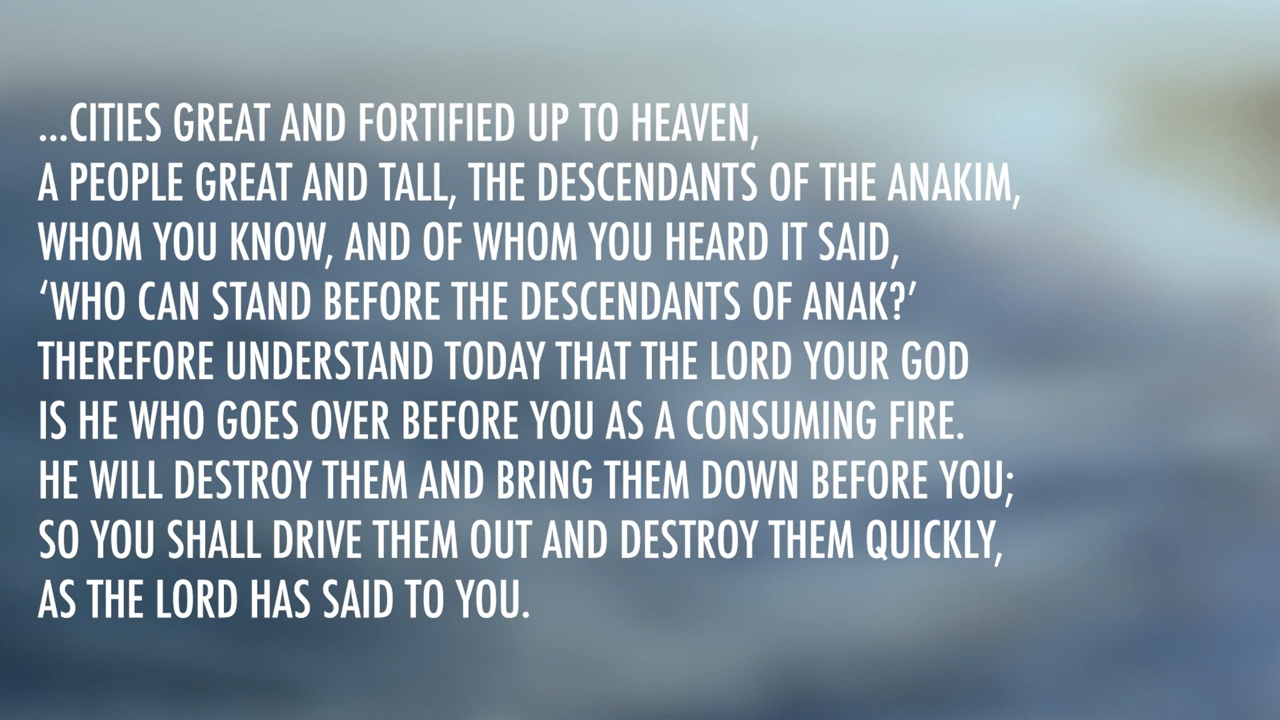 ...CITIES GREAT AND FORTIFIED UP TO HEAVEN,
A PEOPLE GREAT AND TALL, THE DESCENDANTS OF THE ANAKIM,
WHOM YOU KNOW, AND OF WHOM YOU HEARD IT SAID,
‘WHO CAN STAND BEFORE THE DESCENDANTS OF ANAK?’
THEREFORE UNDERSTAND TODAY THAT THE LORD YOUR GOD
IS HE WHO GOES OVER BEFORE YOU AS A CONSUMING FIRE.
HE WILL DESTROY THEM AND BRING THEM DOWN BEFORE YOU;
SO YOU SHALL DRIVE THEM OUT AND DESTROY THEM QUICKLY,
AS THE LORD HAS SAID TO YOU.